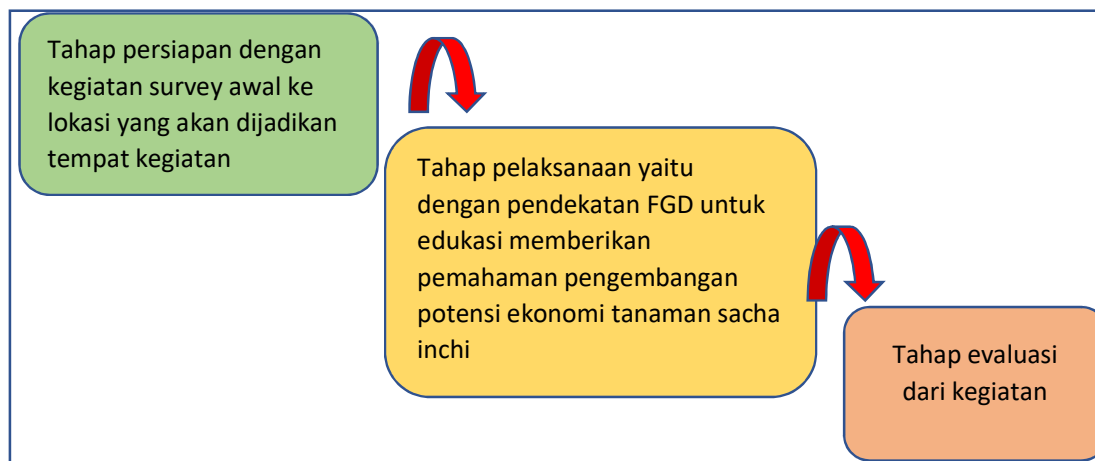 Tahap persiapan dengan
kegiatan survey awal ke
lokasi yang akan dijadikan
tempat kegiatan
Tahap pelaksanaan yaitu
dengan pendekatan FGD untuk
edukasi memberikan
pemahaman pengembangan
potensi ekonomi tanaman sacha
inchi
Tahap evaluasi
dari kegiatan